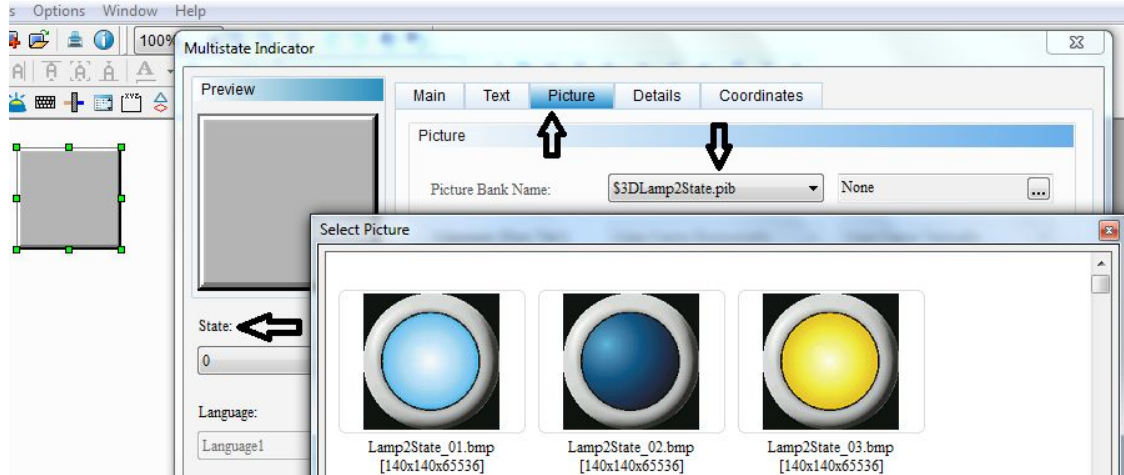 s Options Window Help
100%
Multistate Indicator
Preview
Main Text Picture Details Coordinates
Picture
Picture Bank Name: $3DLamp2State.pib None ...
Select Picture
State:
0
Language:
Language1
Lamp2State_01.bmp Lamp2State_02.bmp Lamp2State_03.bmp
[140x140x65536] [140x140x65536] [140x140x65536]